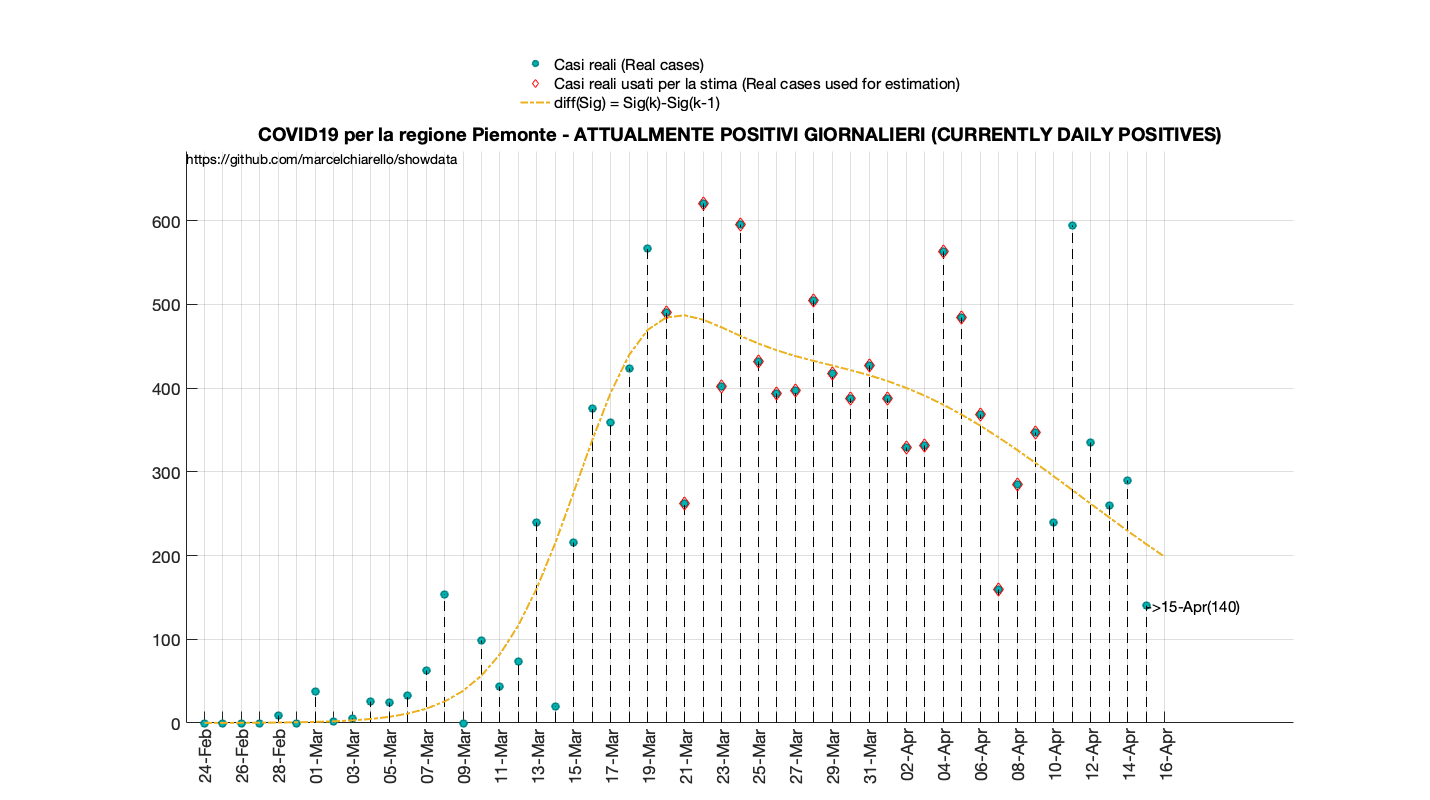 Casi reali (Real cases)
Casi reali usati per la stima (Real cases used for estimation)
diff(Sig) = Sig(k)-Sig(k-1)
COVID19 per la regione Piemonte - ATTUALMENTE POSITIVI GIORNALIERI (CURRENTLY DAILY POSITIVES)
https://github.com/marcelchiarello/showdata
600
500
400
300
200
100
0
->15-Apr(140)
24-Feb
26-Feb
28-Feb
01-Mar
03-Mar
05-Mar
07-Mar
09-Mar
11-Mar
13-Mar
15-Mar
17-Mar
19-Mar
21-Mar
23-Mar
25-Mar
27-Mar
29-Mar
31-Mar
02-Apr
04-Apr
06-Apr
08-Apr
10-Apr
12-Apr
14-Apr
16-Apr